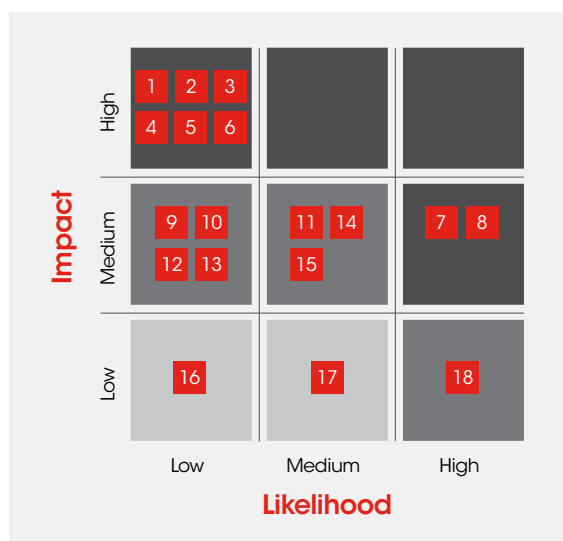 Impact
High
1 2 3
4 5 6
Medium
9 10 11 14 7 8
12 13 15
Low
16 17 18
Low Medium High
Likelihood